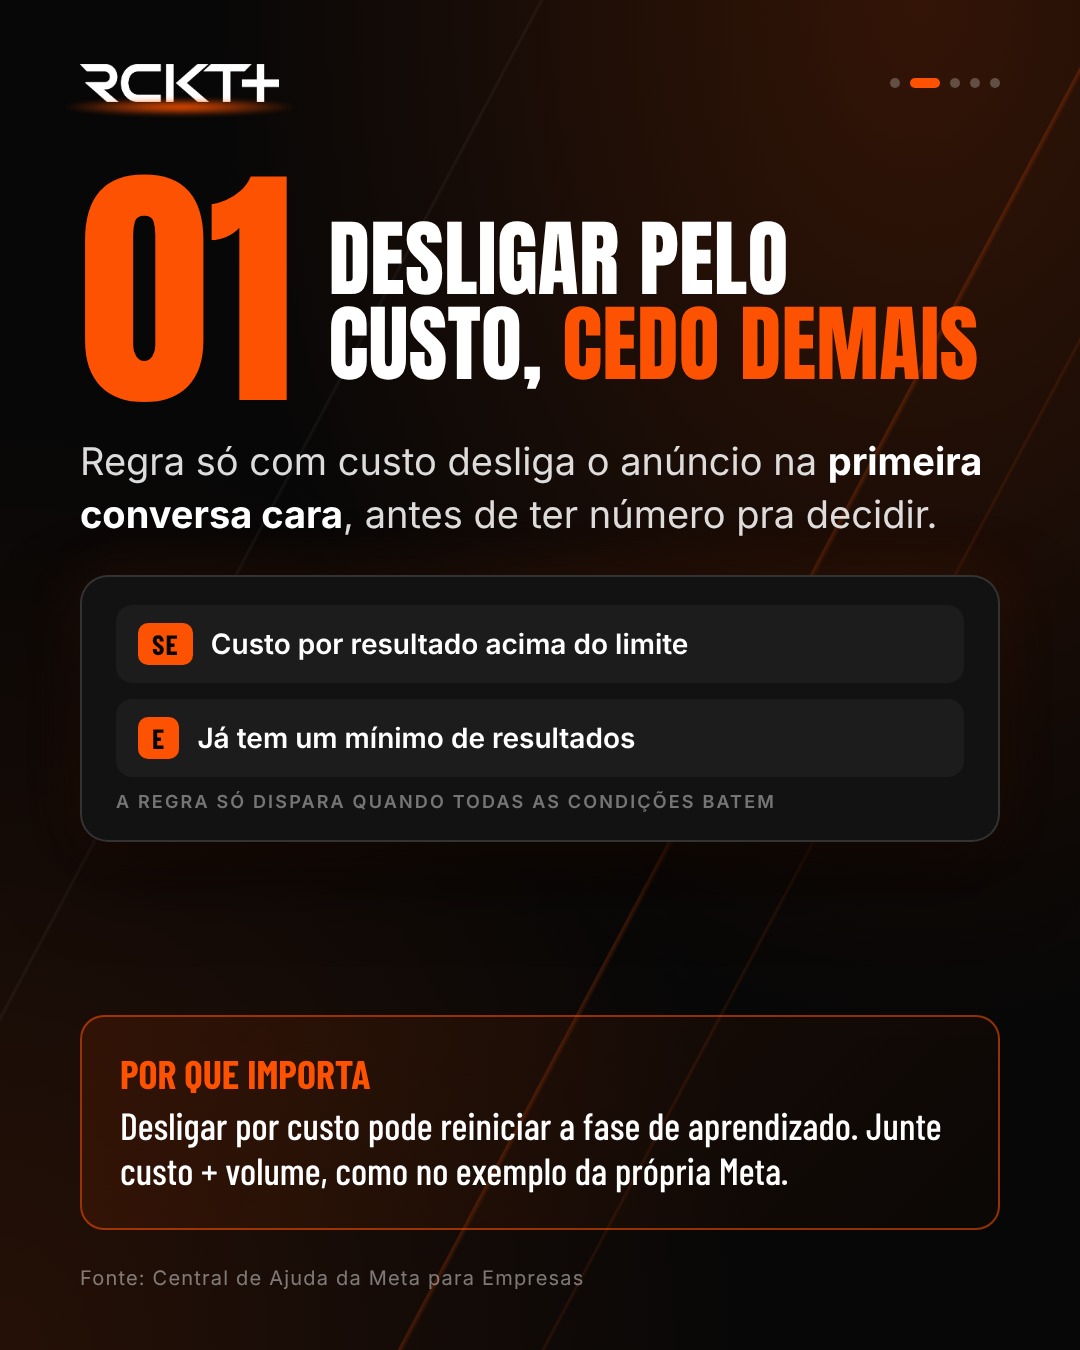 RCKT+
01
DESLIGAR PELO
CUSTO, CEDO DEMAIS
Regra só com custo desliga o anúncio na primeira
conversa cara, antes de ter número pra decidir.
SE Custo por resultado acima do limite
E Já tem um mínimo de resultados
A REGRA SÓ DISPARA QUANDO TODAS AS CONDIÇÕES BATEM
POR QUE IMPORTA
Desligar por custo pode reiniciar a fase de aprendizado. Junte
custo + volume, como no exemplo da própria Meta.
Fonte: Central de Ajuda da Meta para Empresas